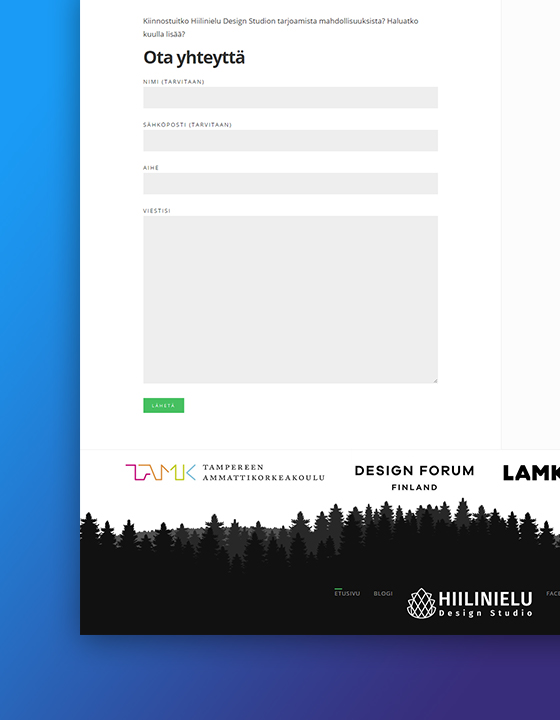 Kiinnostuitko Hiilinielu Design Studion tarjoamista mahdollisuuksista? Haluatko
kuulla lisää?
Ota yhteyttä
NIMI (TARVITAAN)
SÄHKÖPOSTI (TARVITAAN)
AIHE
VIESTISI
LÄHETÄ
TAMK TAMPEREEN
AMMATTIKORKEAKOULU
DESIGN FORUM
FINLAND
LAMK
ETUSIVU BLOGI
HIILINIELU
Design Studio
FACE